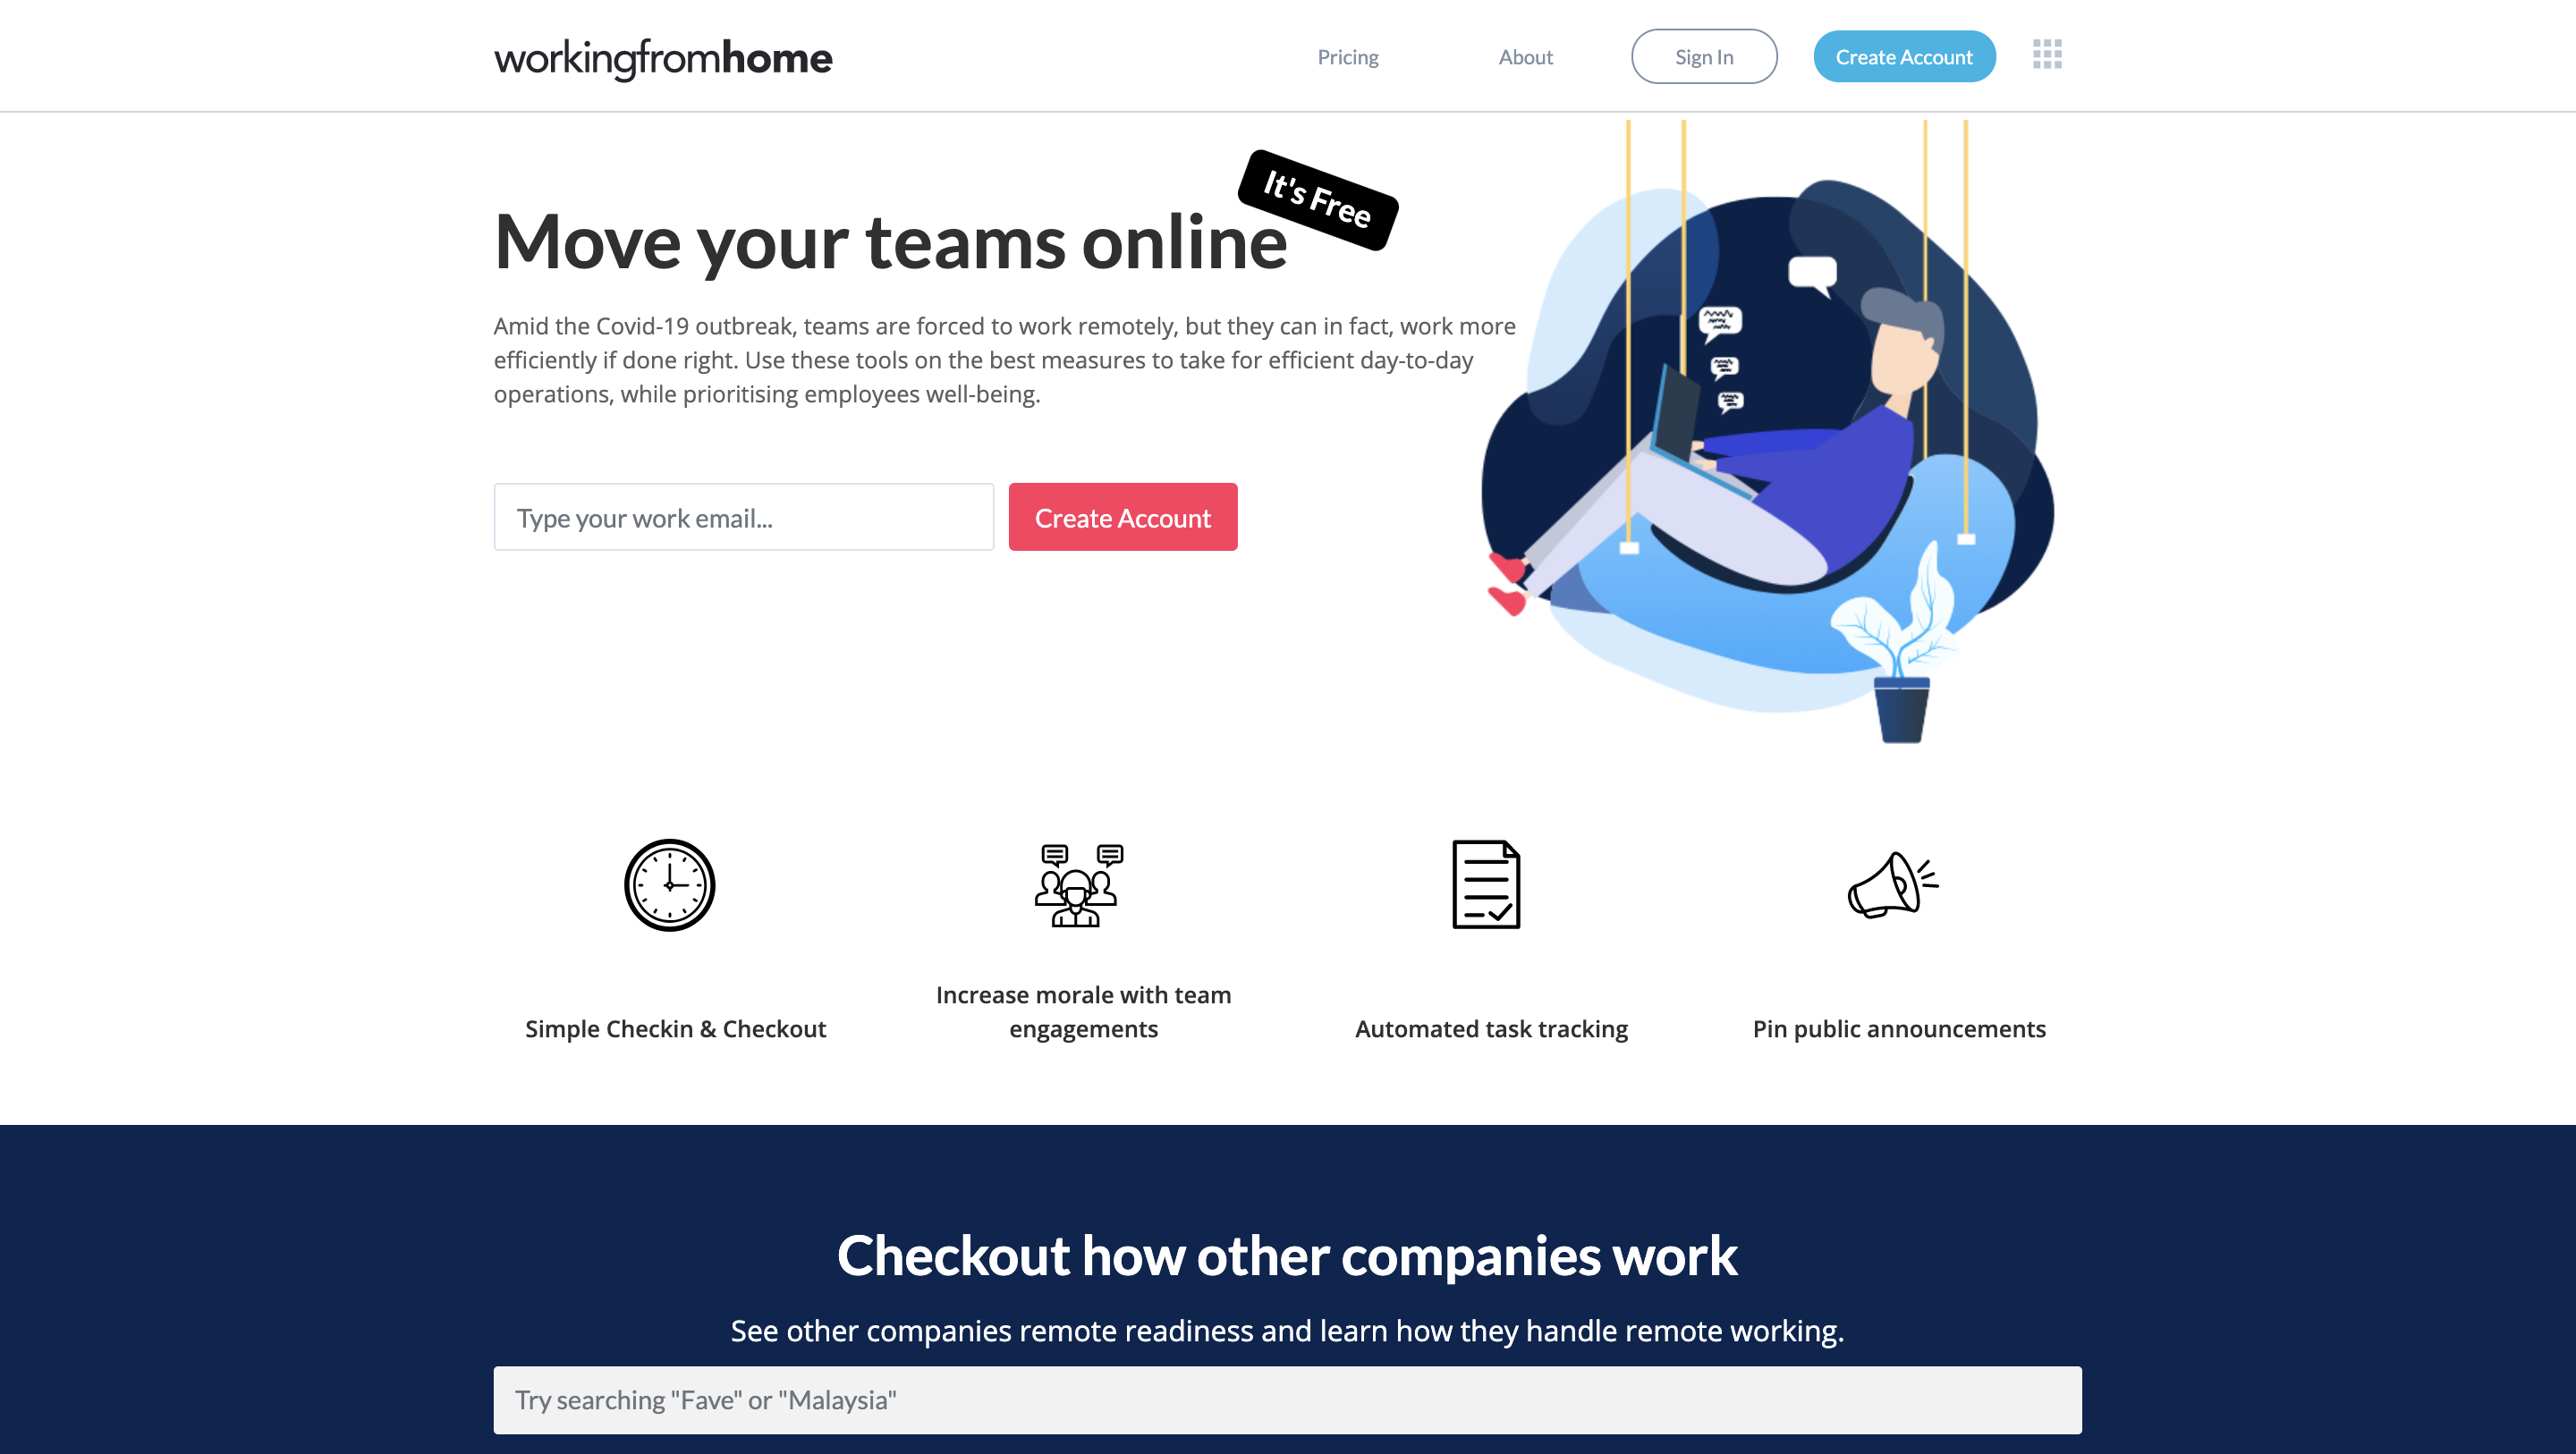 workingfromhome
Pricing
About
Sign In
Create Account
It's Free
Move your teams online
Amid the Covid-19 outbreak, teams are forced to work remotely, but they can in fact, work more
efficiently if done right. Use these tools on the best measures to take for efficient day-to-day
operations, while prioritising employees well-being.
Type your work email...
Create Account
Simple Checkin & Checkout
Increase morale with team
engagements
Automated task tracking
Pin public announcements
Checkout how other companies work
See other companies remote readiness and learn how they handle remote working.
Try searching "Fave" or "Malaysia"